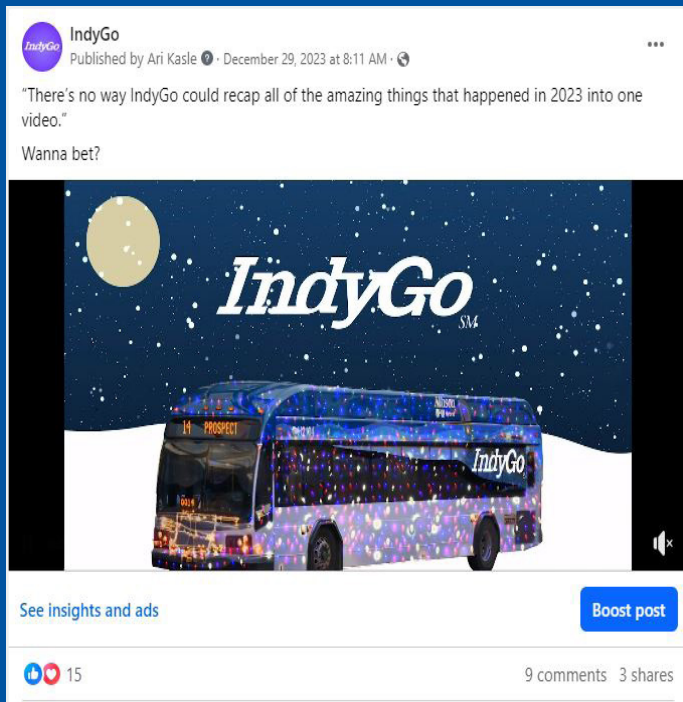 IndyGo
IndyGo
Published by Ari Kasle · December 29, 2023 at 8:11 AM ·
“There’s no way IndyGo could recap all of the amazing things that happened in 2023 into one
video.”
Wanna bet?
IndyGo
SM
14 PROSPECT
IndyGo
See insights and ads
Boost post
15
9 comments 3 shares